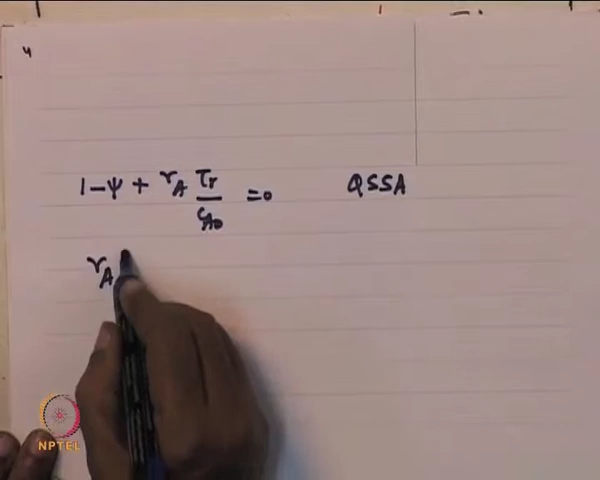 4
1 - ψ + r_A τ_r / C_A0 = 0 QSSA
r_A
NPTEL